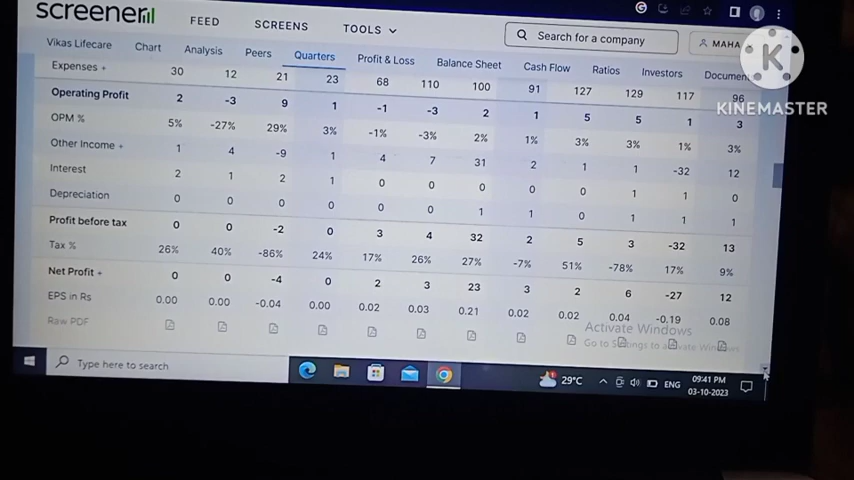 screener
FEED
SCREENS
TOOLS
Search for a company
MAHA
KINEMASTER
Vikas Lifecare
Chart
Analysis
Peers
Quarters
Profit & Loss
Balance Sheet
Cash Flow
Ratios
Investors
Documen
Expenses + 30 12 21 23 68 110 100 91 127 129 117 96
Operating Profit 2 -3 9 1 -1 -3 2 1 5 5 1 3
OPM % 5% -27% 29% 3% -1% -3% 2% 1% 3% 3% 1% 3%
Other Income + 1 4 -9 1 4 7 31 2 1 1 -32 12
Interest 2 1 2 1 0 0 0 0 0 1 1 0
Depreciation 0 0 0 0 0 0 1 1 0 1 1 1
Profit before tax 0 0 -2 0 3 4 32 2 5 3 -32 13
Tax % 26% 40% -86% 24% 17% 26% 27% -7% 51% -78% 17% 9%
Net Profit + 0 0 -4 0 2 3 23 3 2 6 -27 12
EPS in Rs 0.00 0.00 -0.04 0.00 0.02 0.03 0.21 0.02 0.02 0.04 -0.19 0.08
Raw PDF
Activate Windows
Go to Settings to activate Windows.
Type here to search
29°C
ENG
09:41 PM
03-10-2023